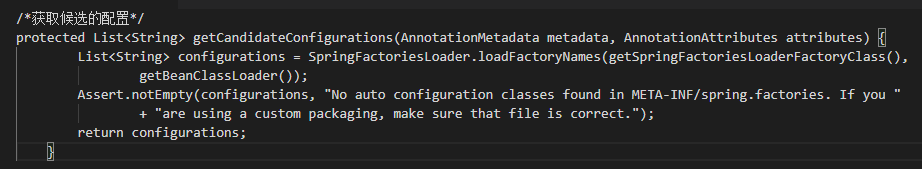 /*获取候选的配置*/
protected List<String> getCandidateConfigurations(AnnotationMetadata metadata, AnnotationAttributes attributes) {
List<String> configurations = SpringFactoriesLoader.loadFactoryNames(getSpringFactoriesLoaderFactoryClass(),
getBeanClassLoader());
Assert.notEmpty(configurations, "No auto configuration classes found in META-INF/spring.factories. If you "
+ "are using a custom packaging, make sure that file is correct.");
return configurations;
}